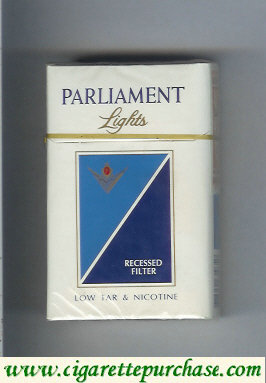 PARLIAMENT
Lights
RECESSED
FILTER
LOW TAR & NICOTINE
www.cigarettepurchase.com